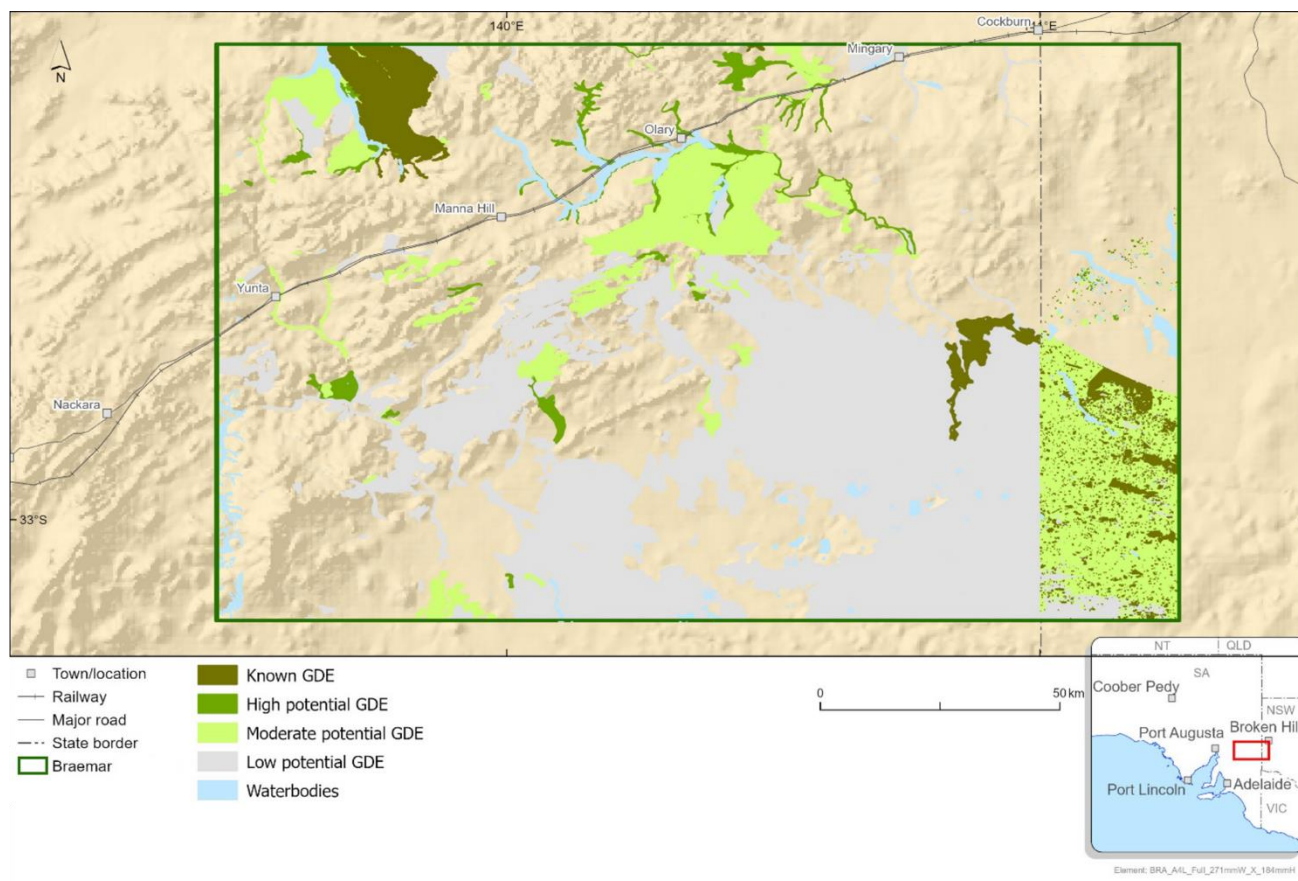 140°E
Cockburn
141°E
Mingary
N
Olary
Manna Hill
Yunta
Nackara
33°S
Town/location
Railway
Major road
State border
Braemar
Known GDE
High potential GDE
Moderate potential GDE
Low potential GDE
Waterbodies
0
50 km
NT
QLD
SA
Coober Pedy
NSW
Broken Hill
Port Augusta
Port Lincoln
Adelaide
VIC
Element: BRA_A4L_Full_271mmW_X_184mmH